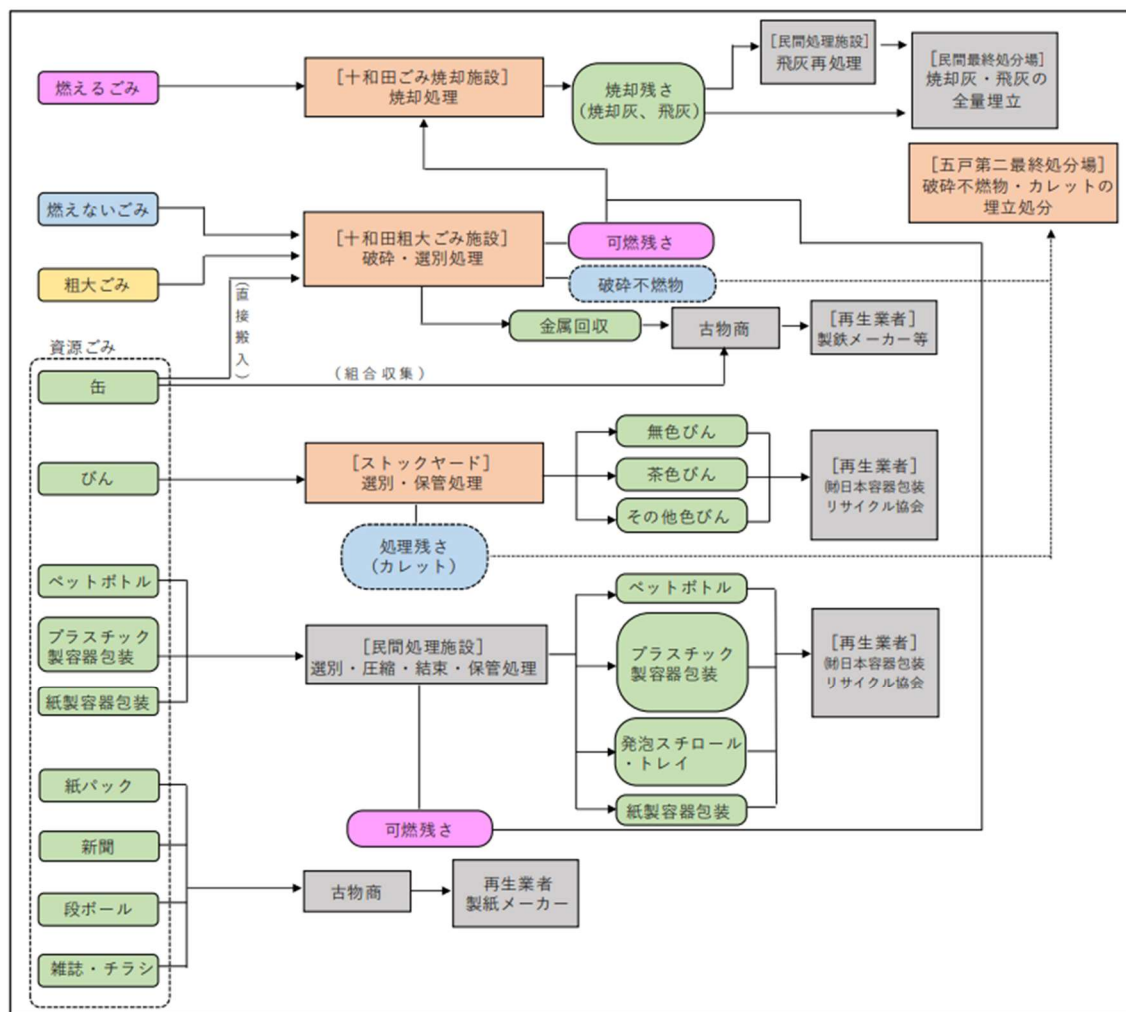 燃えるごみ
[十和田ごみ焼却施設]
焼却処理
焼却残さ
(焼却灰、飛灰)
[民間処理施設]
飛灰再処理
[民間最終処分場]
焼却灰・飛灰の
全量埋立
[五戸第二最終処分場]
破砕不燃物・カレットの
埋立処分
燃えないごみ
粗大ごみ
[十和田粗大ごみ施設]
破砕・選別処理
可燃残さ
破砕不燃物
金属回収
古物商
[再生業者]
製鉄メーカー等
(直接搬入)
(組合収集)
資源ごみ
缶
びん
[ストックヤード]
選別・保管処理
無色びん
茶色びん
その他色びん
[再生業者]
㈶日本容器包装
リサイクル協会
処理残さ
(カレット)
ペットボトル
プラスチック
製容器包装
紙製容器包装
[民間処理施設]
選別・圧縮・結束・保管処理
ペットボトル
プラスチック
製容器包装
発泡スチロール
・トレイ
紙製容器包装
[再生業者]
㈶日本容器包装
リサイクル協会
可燃残さ
紙パック
新聞
段ボール
雑誌・チラシ
古物商
再生業者
製紙メーカー